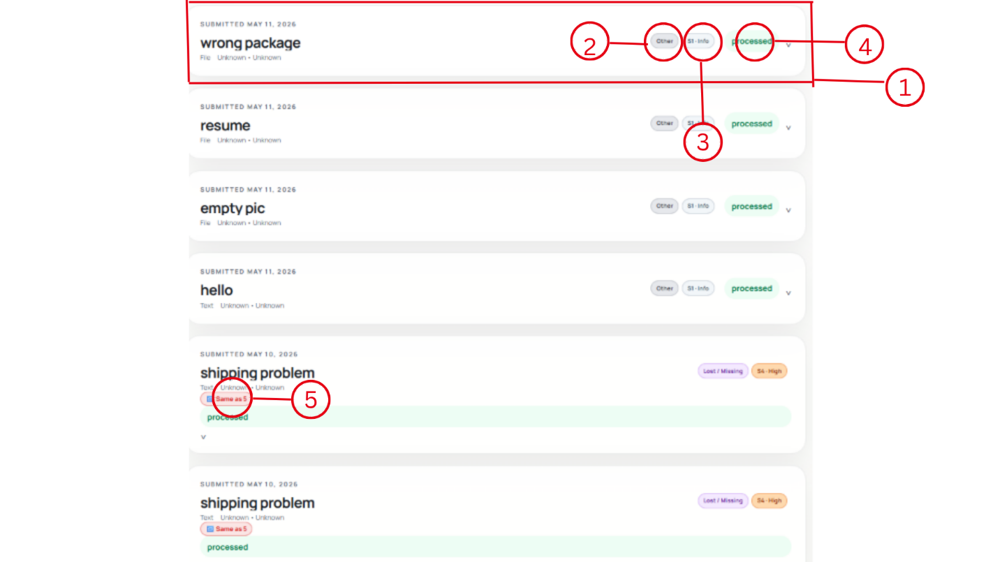 SUBMITTED MAY 11, 2026
wrong package
File Unknown • Unknown
Other S1 · Info processed v
2
4
1
SUBMITTED MAY 11, 2026
resume
File Unknown • Unknown
Other S1 · Info processed v
3
SUBMITTED MAY 11, 2026
empty pic
File Unknown • Unknown
Other S1 · Info processed v
SUBMITTED MAY 11, 2026
hello
Text Unknown • Unknown
Other S1 · Info processed v
SUBMITTED MAY 10, 2026
shipping problem
Lost / Missing S4 · High
Text Unknown • Unknown
Same as 5
5
processed
v
SUBMITTED MAY 10, 2026
shipping problem
Lost / Missing S4 · High
Text Unknown • Unknown
Same as 5
processed